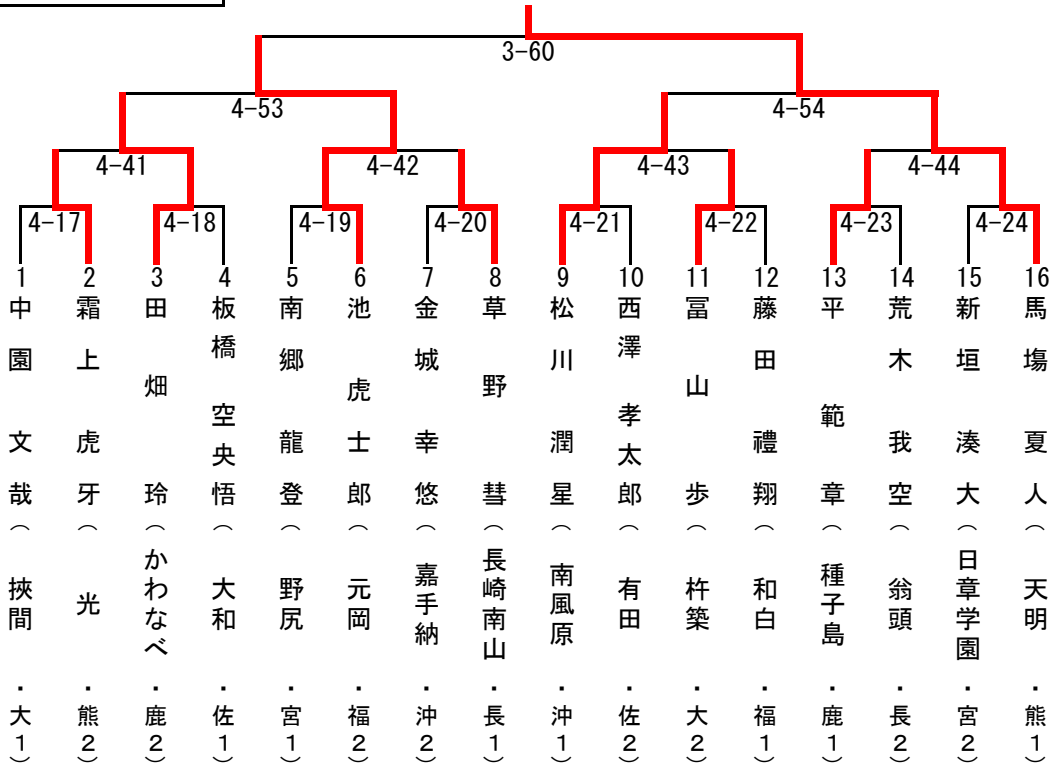 3-60
4-53
4-54
4-41
4-42
4-43
4-44
4-17
4-18
4-19
4-20
4-21
4-22
4-23
4-24
1 中園文哉（挾間・大1）
2 霜上虎牙（光・熊2）
3 田畑玲（かわなべ・鹿2）
4 板橋空央悟（大和・佐1）
5 南郷龍登（野尻・宮1）
6 池虎士郎（元岡・福2）
7 金城幸悠（嘉手納・沖2）
8 草野彗（長崎南山・長1）
9 松川潤星（南風原・沖1）
10 西澤孝太郎（有田・佐2）
11 冨山歩（杵築・大2）
12 藤田禮翔（和白・福1）
13 平範章（種子島・鹿1）
14 荒木我空（翁頭・長2）
15 新垣湊大（日章学園・宮2）
16 馬塲夏人（天明・熊1）